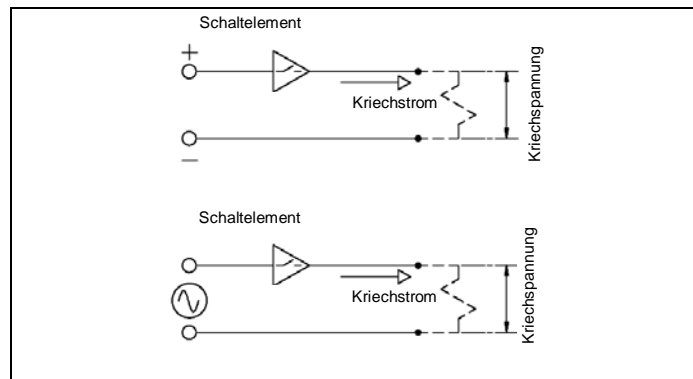 Schaltelement
+
Kriechstrom
Kriechspannung
−
Schaltelement
Kriechstrom
Kriechspannung